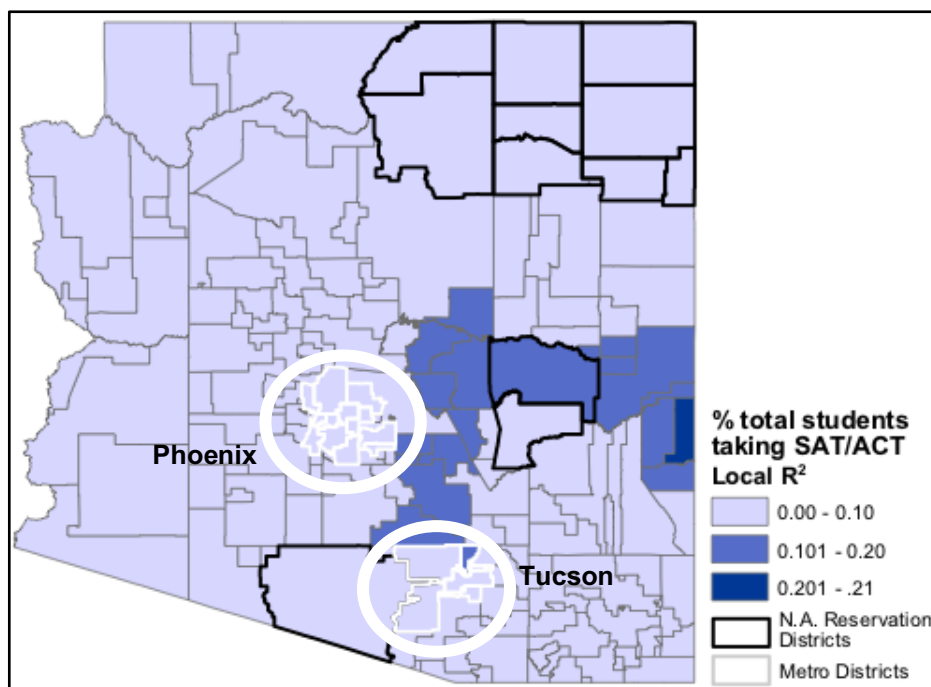 Phoenix
Tucson
% total students
taking SAT/ACT
Local R²
0.00 - 0.10
0.101 - 0.20
0.201 - .21
N.A. Reservation
Districts
Metro Districts